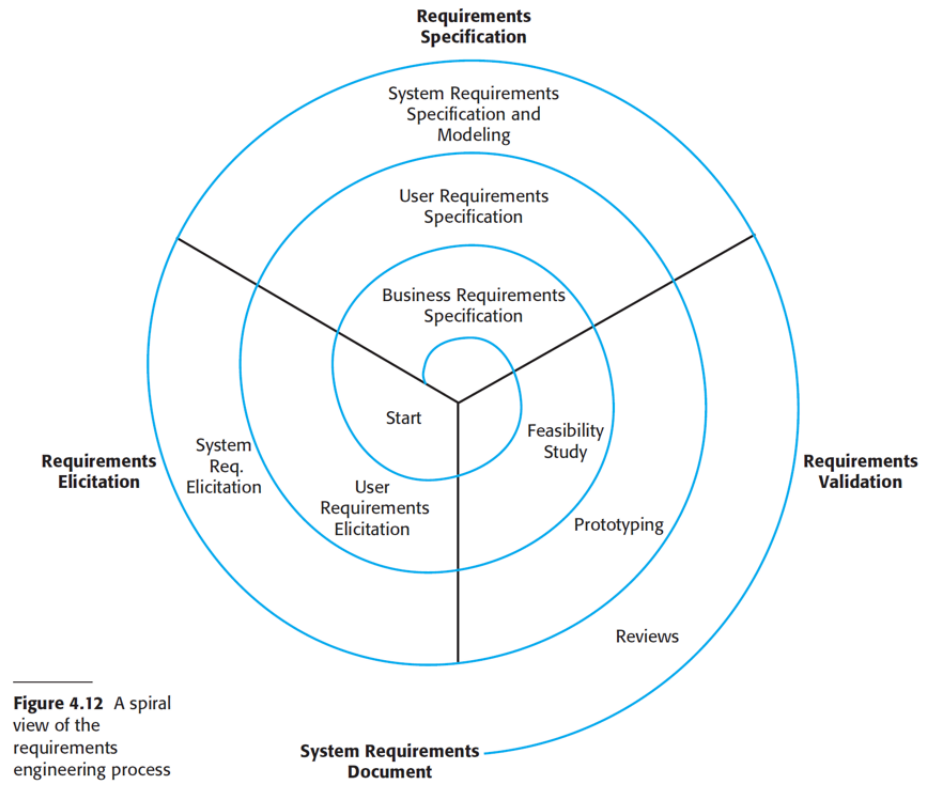 Requirements
Specification
System Requirements
Specification and
Modeling
User Requirements
Specification
Business Requirements
Specification
Start
Feasibility
Study
System
Req.
Elicitation
Requirements
Elicitation
User
Requirements
Elicitation
Requirements
Validation
Prototyping
Reviews
Figure 4.12 A spiral
view of the
requirements
engineering process
System Requirements
Document